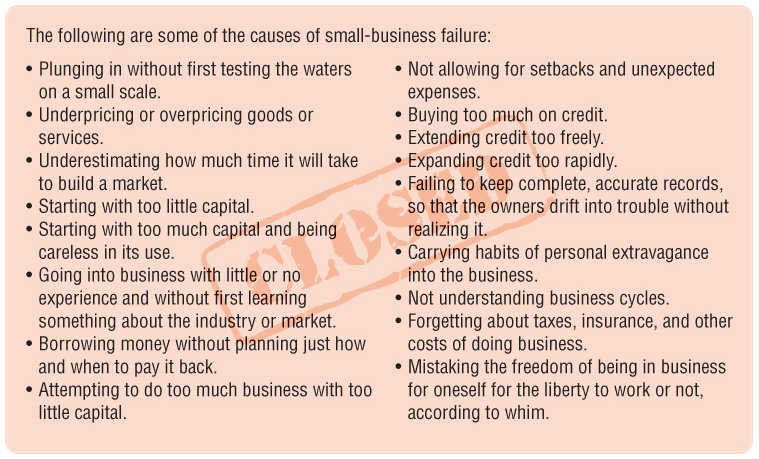 The following are some of the causes of small-business failure:
• Plunging in without first testing the waters
on a small scale.
• Underpricing or overpricing goods or
services.
• Underestimating how much time it will take
to build a market.
• Starting with too little capital.
• Starting with too much capital and being
careless in its use.
• Going into business with little or no
experience and without first learning
something about the industry or market.
• Borrowing money without planning just how
and when to pay it back.
• Attempting to do too much business with too
little capital.
• Not allowing for setbacks and unexpected
expenses.
• Buying too much on credit.
• Extending credit too freely.
• Expanding credit too rapidly.
• Failing to keep complete, accurate records,
so that the owners drift into trouble without
realizing it.
• Carrying habits of personal extravagance
into the business.
• Not understanding business cycles.
• Forgetting about taxes, insurance, and other
costs of doing business.
• Mistaking the freedom of being in business
for oneself for the liberty to work or not,
according to whim.
CLOSED